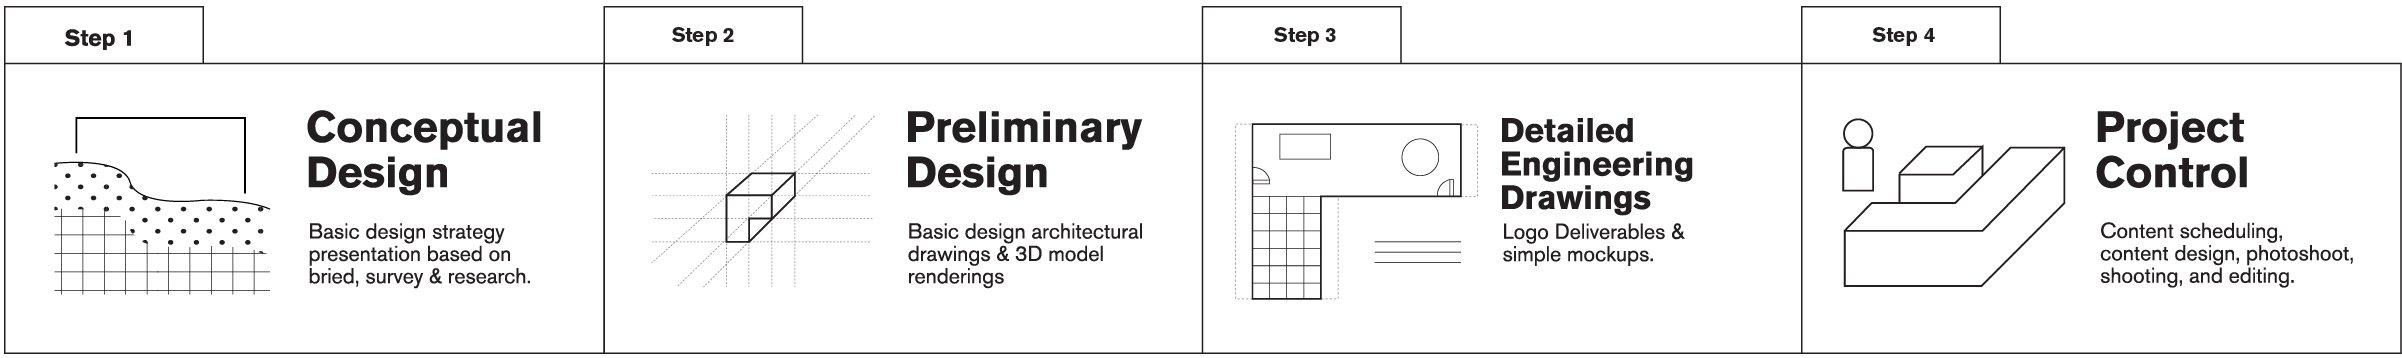 Step 1
Conceptual
Design
Basic design strategy
presentation based on
bried, survey & research.
Step 2
Preliminary
Design
Basic design architectural
drawings & 3D model
renderings
Step 3
Detailed
Engineering
Drawings
Logo Deliverables &
simple mockups.
Step 4
Project
Control
Content scheduling,
content design, photoshoot,
shooting, and editing.